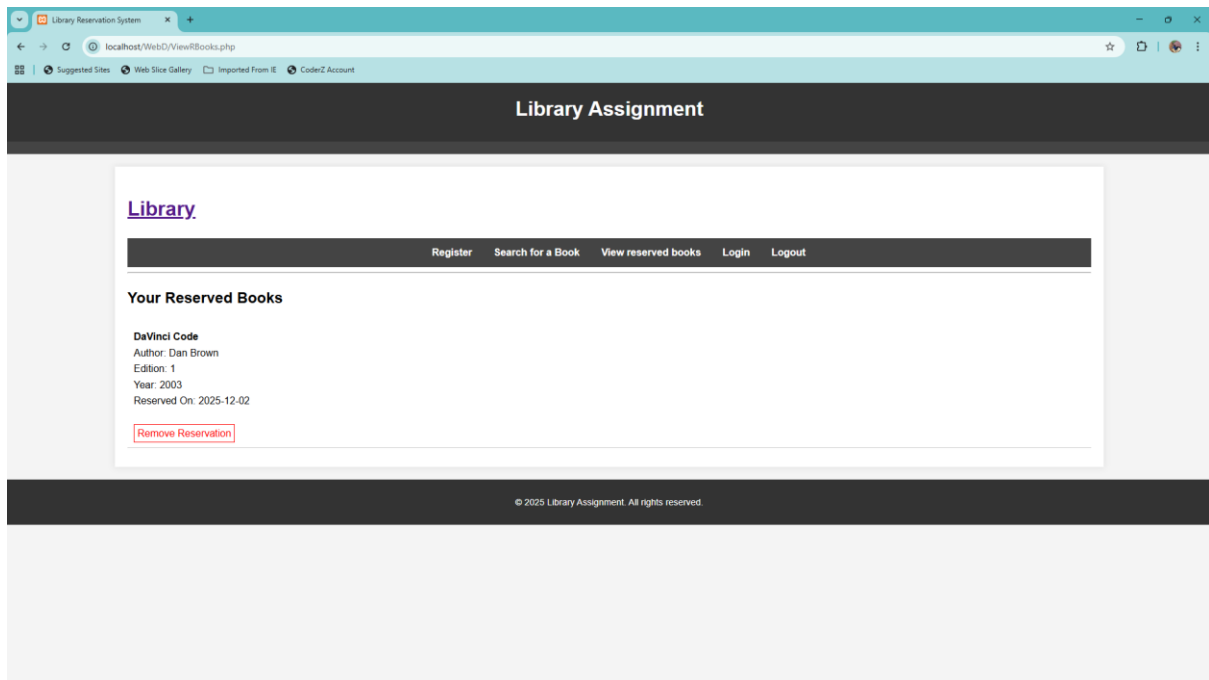 Library Reservation System
localhost/WebD/ViewRBooks.php
Suggested Sites Web Slice Gallery Imported From IE CoderZ Account
Library Assignment
Library
Register Search for a Book View reserved books Login Logout
Your Reserved Books
DaVinci Code
Author: Dan Brown
Edition: 1
Year: 2003
Reserved On: 2025-12-02
Remove Reservation
© 2025 Library Assignment. All rights reserved.